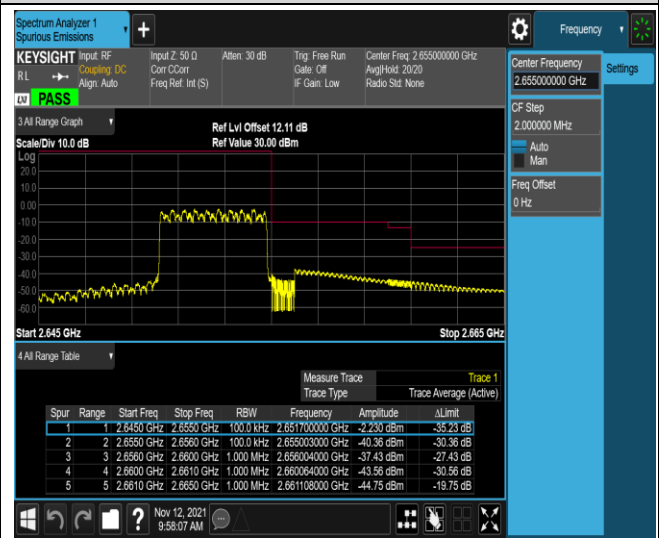 Spectrum Analyzer 1
Spurious Emissions
Frequency
KEYSIGHT
Input: RF
Coupling: DC
Align: Auto
Input Z: 50 Ω
Corr CCorr
Freq Ref: Int (S)
Atten: 30 dB
Trig: Free Run
Gate: Off
IF Gain: Low
Center Freq: 2.655000000 GHz
Avg|Hold: 20/20
Radio Std: None
RL
LXI
PASS
Center Frequency
2.655000000 GHz
Settings
CF Step
2.000000 MHz
Auto
Man
Freq Offset
0 Hz
3 All Range Graph
Scale/Div 10.0 dB
Ref Lvl Offset 12.11 dB
Ref Value 30.00 dBm
Log
20.0
10.0
0.00
-10.0
-20.0
-30.0
-40.0
-50.0
-60.0
Start 2.645 GHz
Stop 2.665 GHz
4 All Range Table
Measure Trace Trace 1
Trace Type Trace Average (Active)
Spur Range Start Freq Stop Freq RBW Frequency Amplitude ΔLimit
1 1 2.6450 GHz 2.6550 GHz 100.0 kHz 2.651700000 GHz -2.230 dBm -35.23 dB
2 2 2.6550 GHz 2.6560 GHz 100.0 kHz 2.655003000 GHz -40.36 dBm -30.36 dB
3 3 2.6560 GHz 2.6600 GHz 1.000 MHz 2.656004000 GHz -37.43 dBm -27.43 dB
4 4 2.6600 GHz 2.6610 GHz 1.000 MHz 2.660064000 GHz -43.56 dBm -30.56 dB
5 5 2.6610 GHz 2.6650 GHz 1.000 MHz 2.661108000 GHz -44.75 dBm -19.75 dB
?
Nov 12, 2021
9:58:07 AM